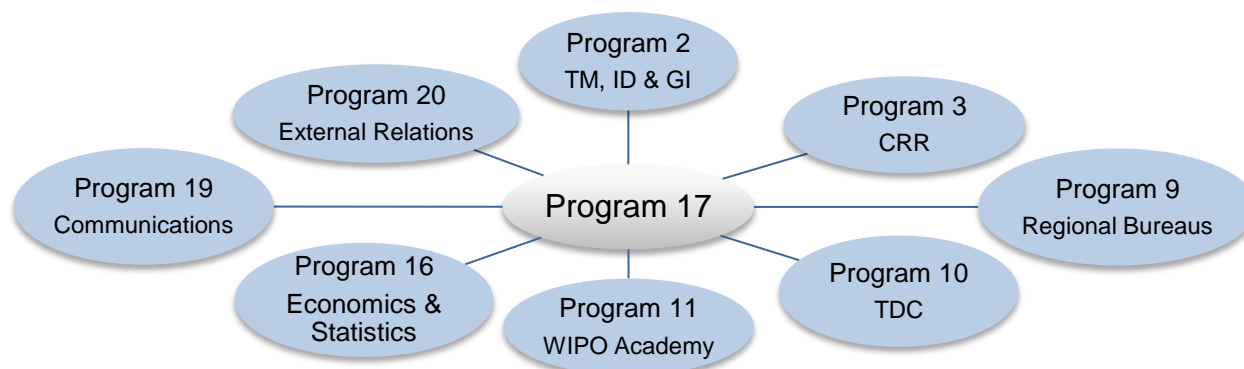 Program 2
TM, ID & GI
Program 20
External Relations
Program 3
CRR
Program 19
Communications
Program 17
Program 9
Regional Bureaus
Program 16
Economics &
Statistics
Program 11
WIPO Academy
Program 10
TDC